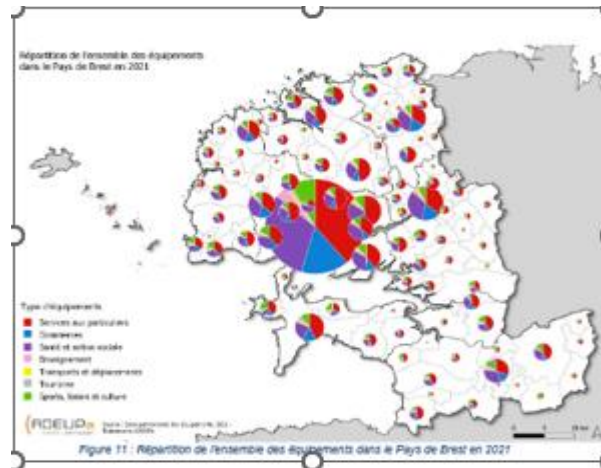 Répartition de l'ensemble des équipements
dans le Pays de Brest en 2021
Type d'équipements
Services aux particuliers
Commerces
Santé et action sociale
Enseignement
Transports et déplacements
Tourisme
Sports, loisirs et culture
ADEUPa
Figure 11 : Répartition de l'ensemble des équipements dans le Pays de Brest en 2021